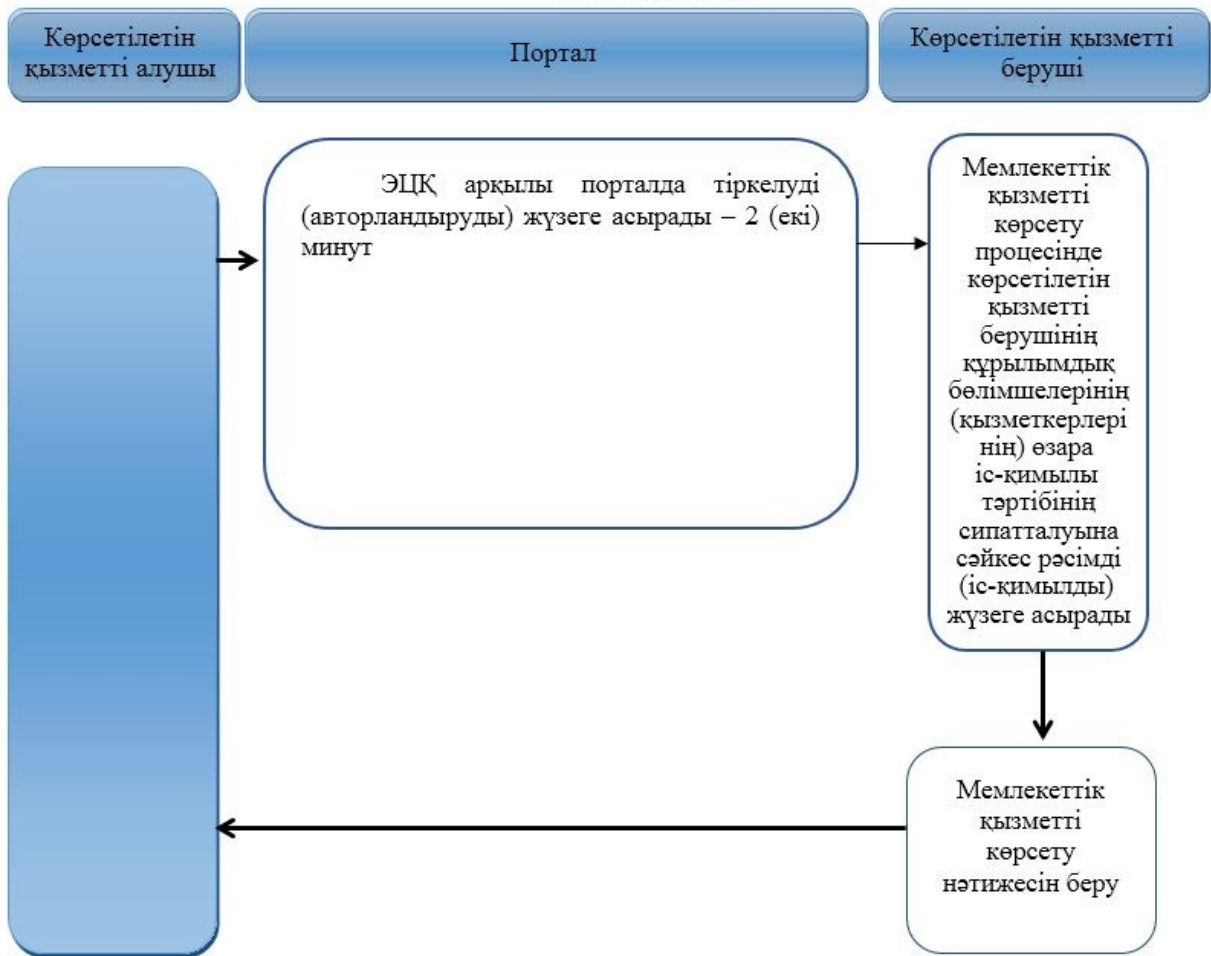 Көрсетілетін
қызметті алушы
Портал
Көрсетілетін қызметті
беруші
ЭЦҚ арқылы порталда тіркелуді
(авторландыруды) жүзеге асырады – 2 (екі)
минут
Мемлекеттік
қызметті
көрсету
процесінде
көрсетілетін
қызметті
берушінің
құрылымдық
бөлімшелерінің
(қызметкерлері
нің) өзара
іс-қимылы
тәртібінің
сипатталуына
сәйкес рәсімді
(іс-қимылды)
жүзеге асырады
Мемлекеттік
қызметті
көрсету
нәтижесін беру